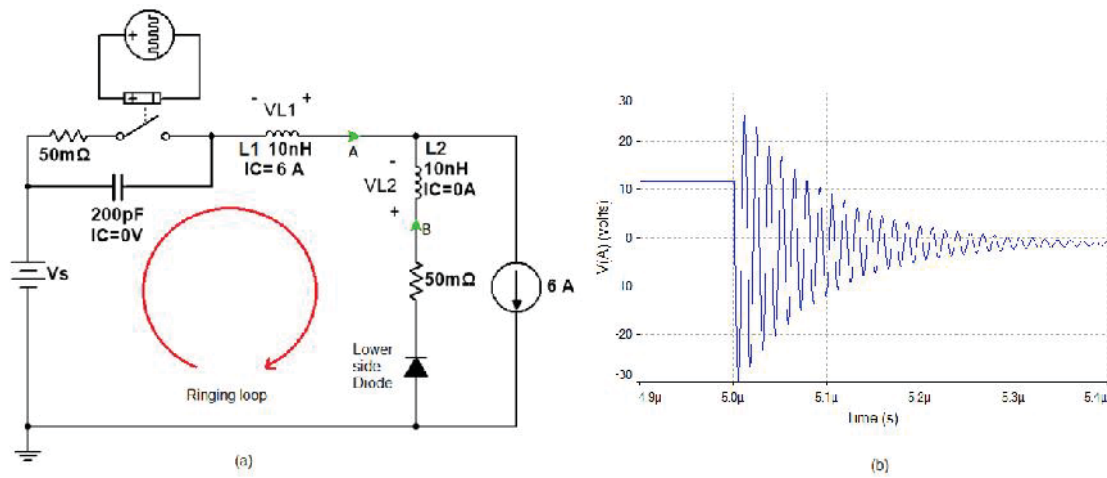 +
+
- VL1 +
50mΩ
L1 10nH
IC= 6 A
A
L2
10nH
IC=0A
-
VL2
+
B
200pF
IC=0V
Vs
50mΩ
6 A
Lower
side
Diode
Ringing loop
(a)
V(A) (volts)
30
20
10
0
-10
-20
-30
4.9µ 5.0µ 5.1µ 5.2µ 5.3µ 5.4µ
Time (s)
(b)